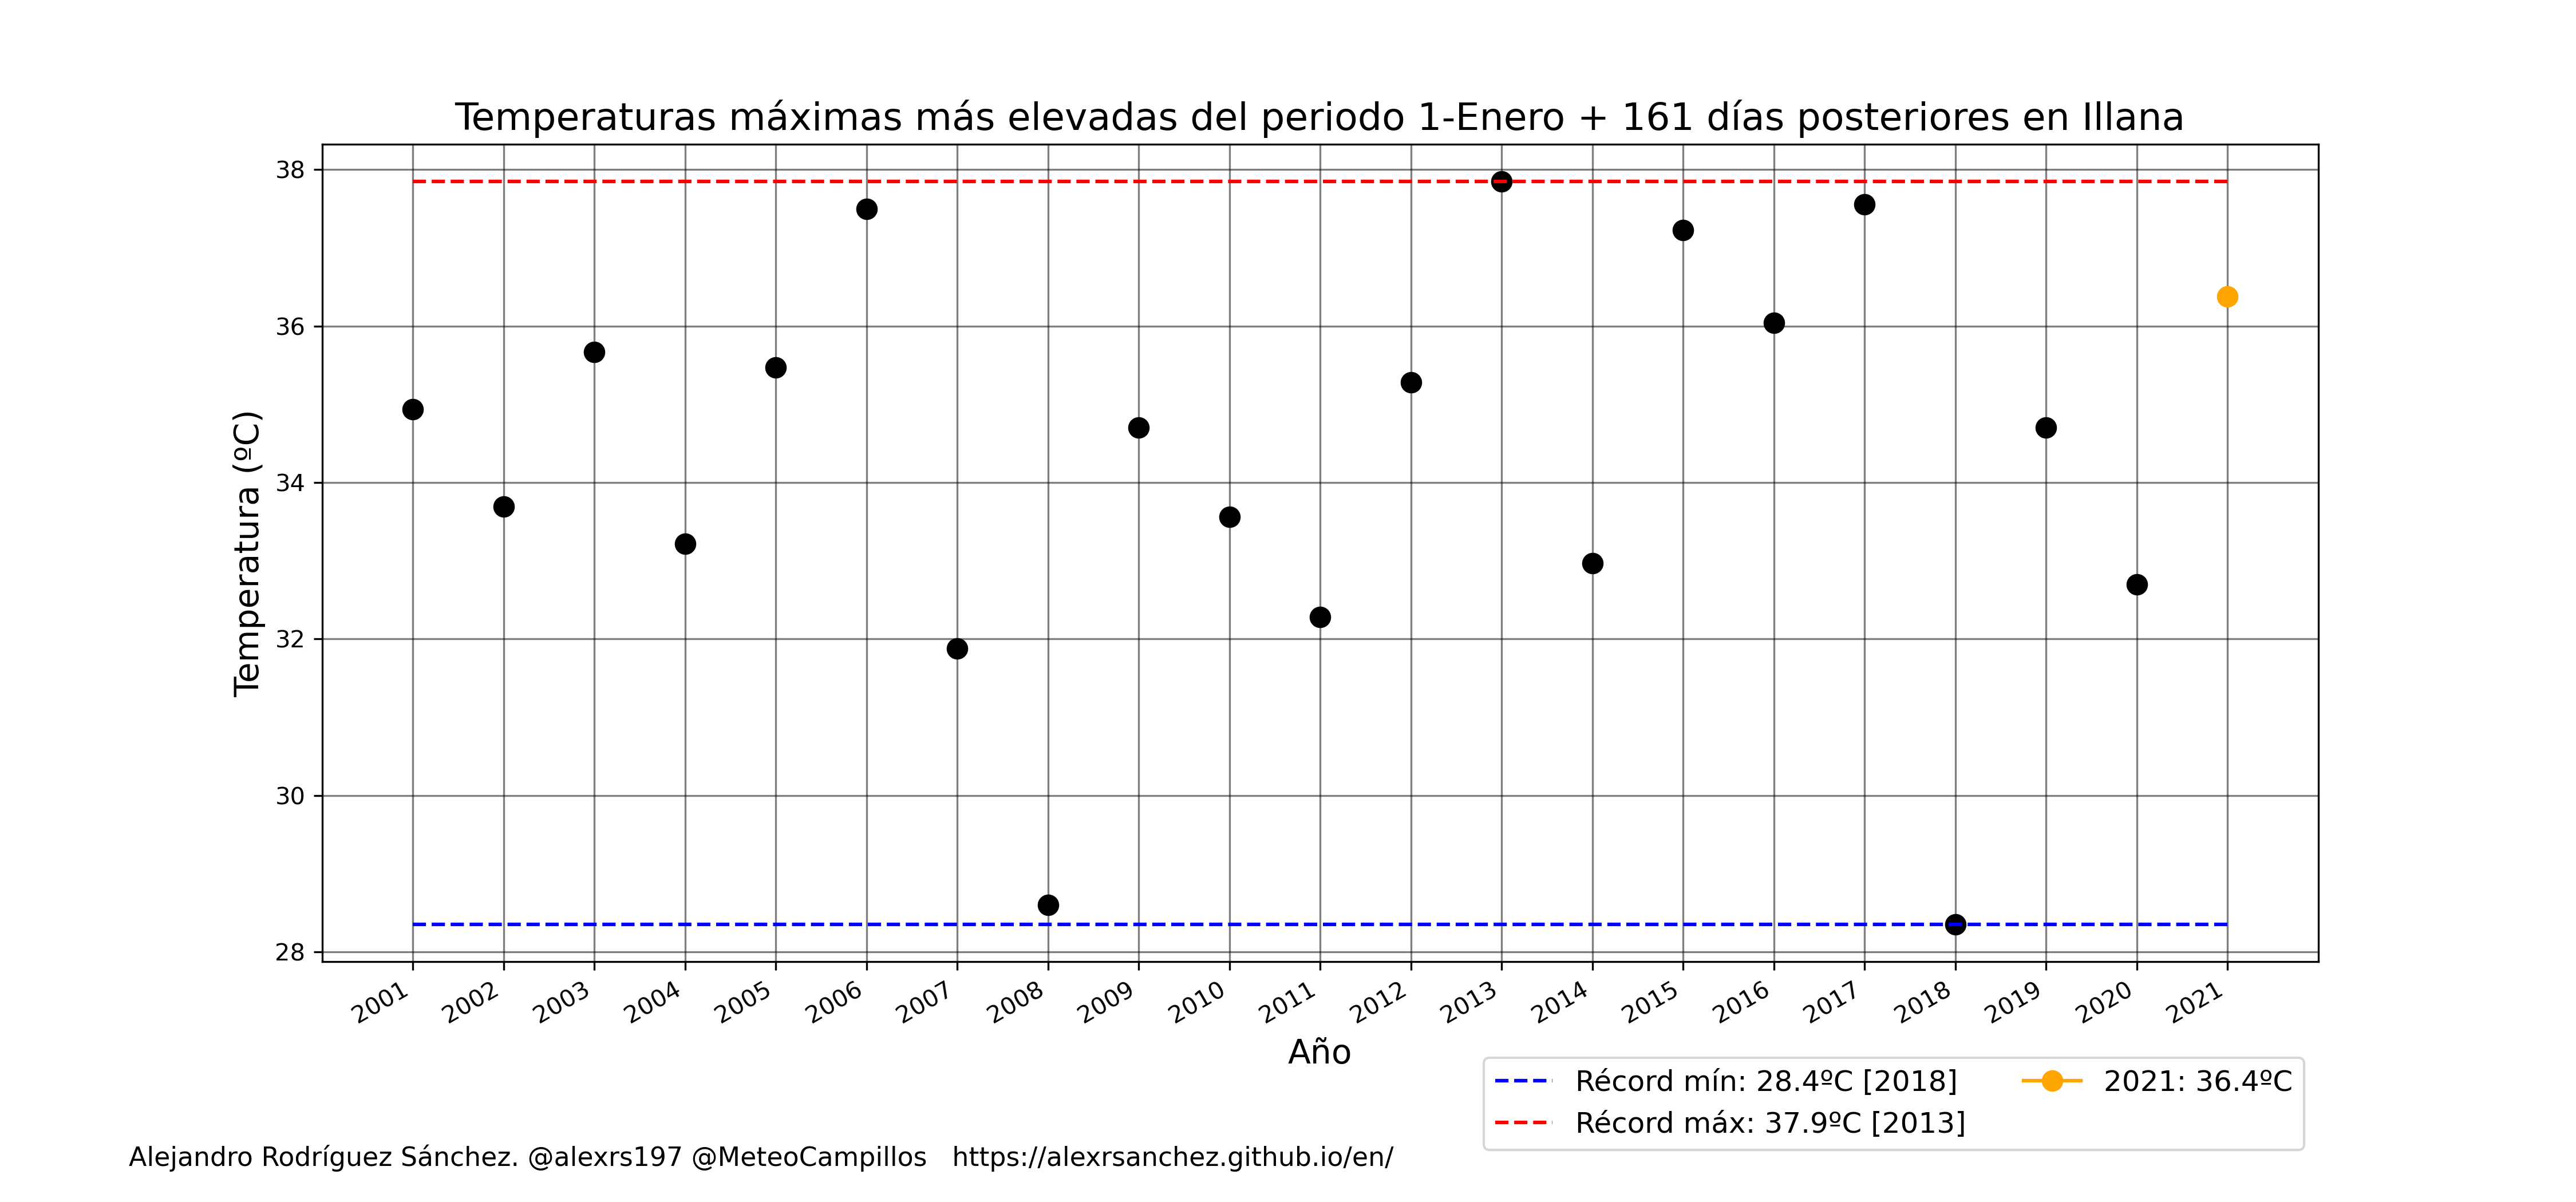 Temperaturas máximas más elevadas del periodo 1-Enero + 161 días posteriores en Illana
Temperatura (ºC)
38
36
34
32
30
28
2001 2002 2003 2004 2005 2006 2007 2008 2009 2010 2011 2012 2013 2014 2015 2016 2017 2018 2019 2020 2021
Año
Récord mín: 28.4ºC [2018]
Récord máx: 37.9ºC [2013]
2021: 36.4ºC
Alejandro Rodríguez Sánchez. @alexrs197 @MeteoCampillos https://alexrsanchez.github.io/en/